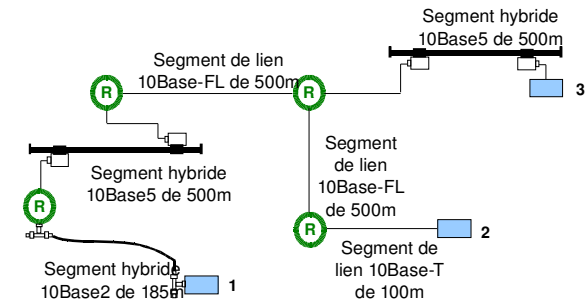 Segment hybride
10Base5 de 500m
Segment de lien
10Base-FL de 500m
R
R
3
Segment
de lien
10Base-FL
de 500m
Segment hybride
10Base5 de 500m
R
R
2
Segment de
lien 10Base-T
de 100m
Segment hybride
10Base2 de 185m
1